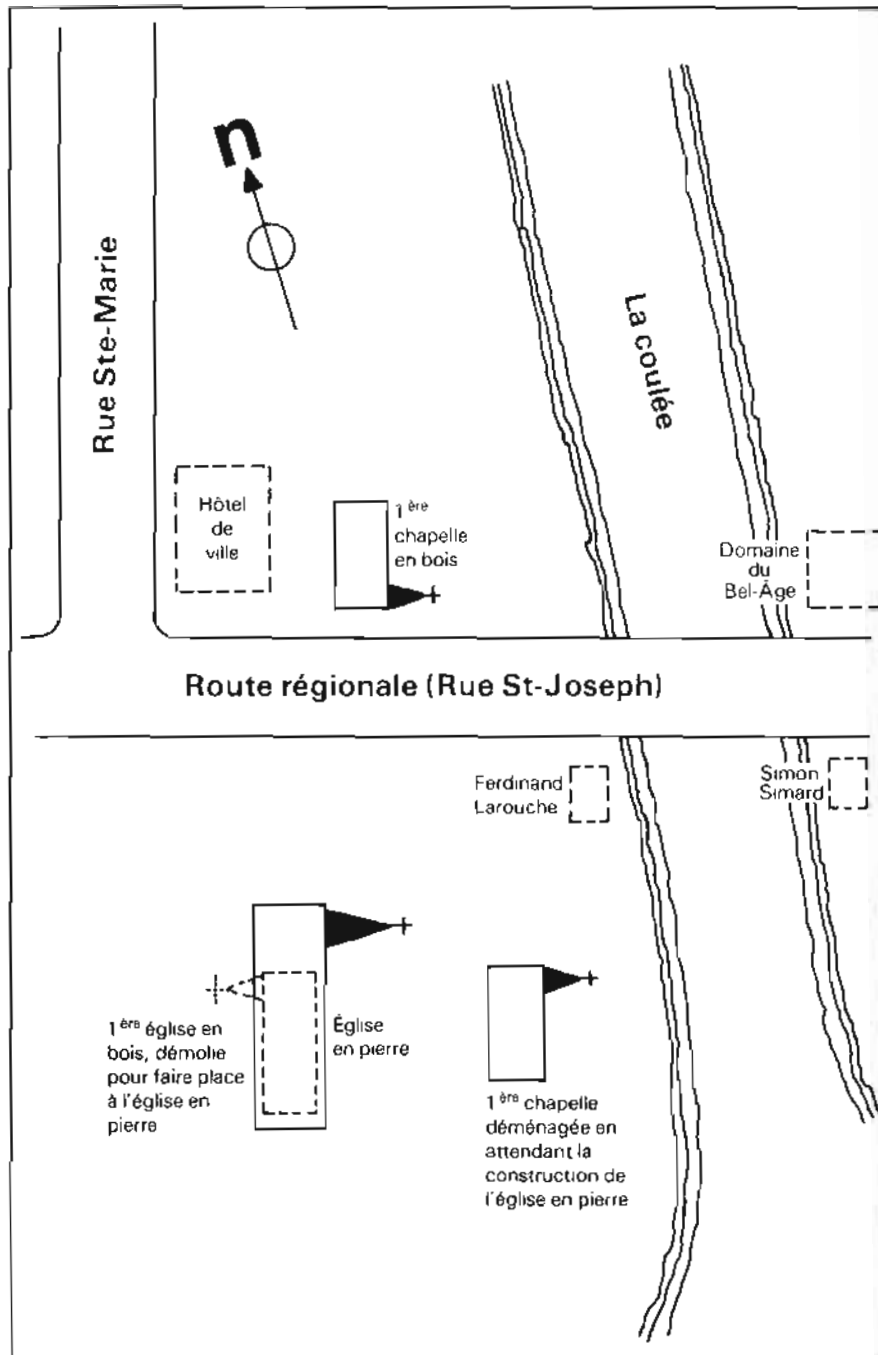 n
Rue Ste-Marie
La coulée
Hôtel
de
ville
1ère
chapelle
en bois
Domaine
du
Bel-Âge
Route régionale (Rue St-Joseph)
Ferdinand
Larouche
Simon
Simard
1ère église en
bois, démolie
pour faire place
à l'église en
pierre
Église
en pierre
1ère chapelle
déménagée en
attendant la
construction de
l'église en pierre